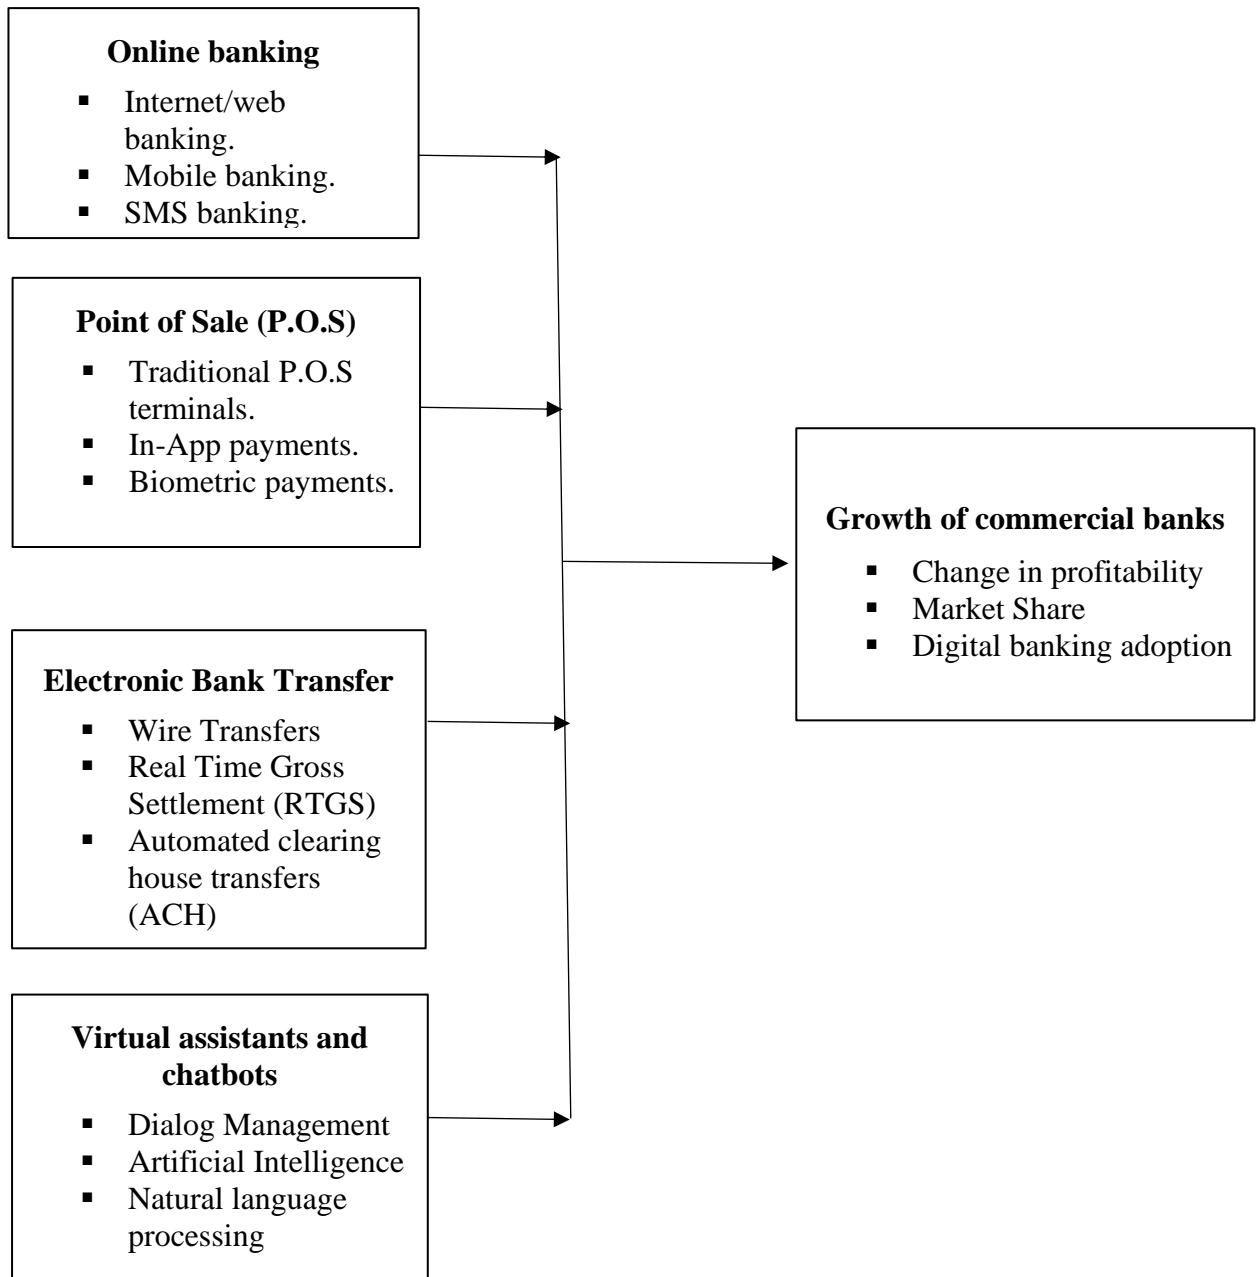 Online banking
▪ Internet/web
banking.
▪ Mobile banking.
▪ SMS banking.
Point of Sale (P.O.S)
▪ Traditional P.O.S
terminals.
▪ In-App payments.
▪ Biometric payments.
Electronic Bank Transfer
▪ Wire Transfers
▪ Real Time Gross
Settlement (RTGS)
▪ Automated clearing
house transfers
(ACH)
Virtual assistants and
chatbots
▪ Dialog Management
▪ Artificial Intelligence
▪ Natural language
processing
Growth of commercial banks
▪ Change in profitability
▪ Market Share
▪ Digital banking adoption